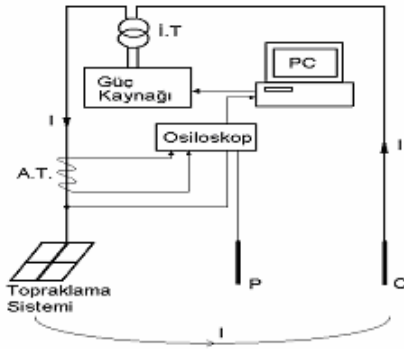 İ.T
PC
Güç
Kaynağı
I
Osiloskop
I
A.T.
P
C
Topraklama
Sistemi
I